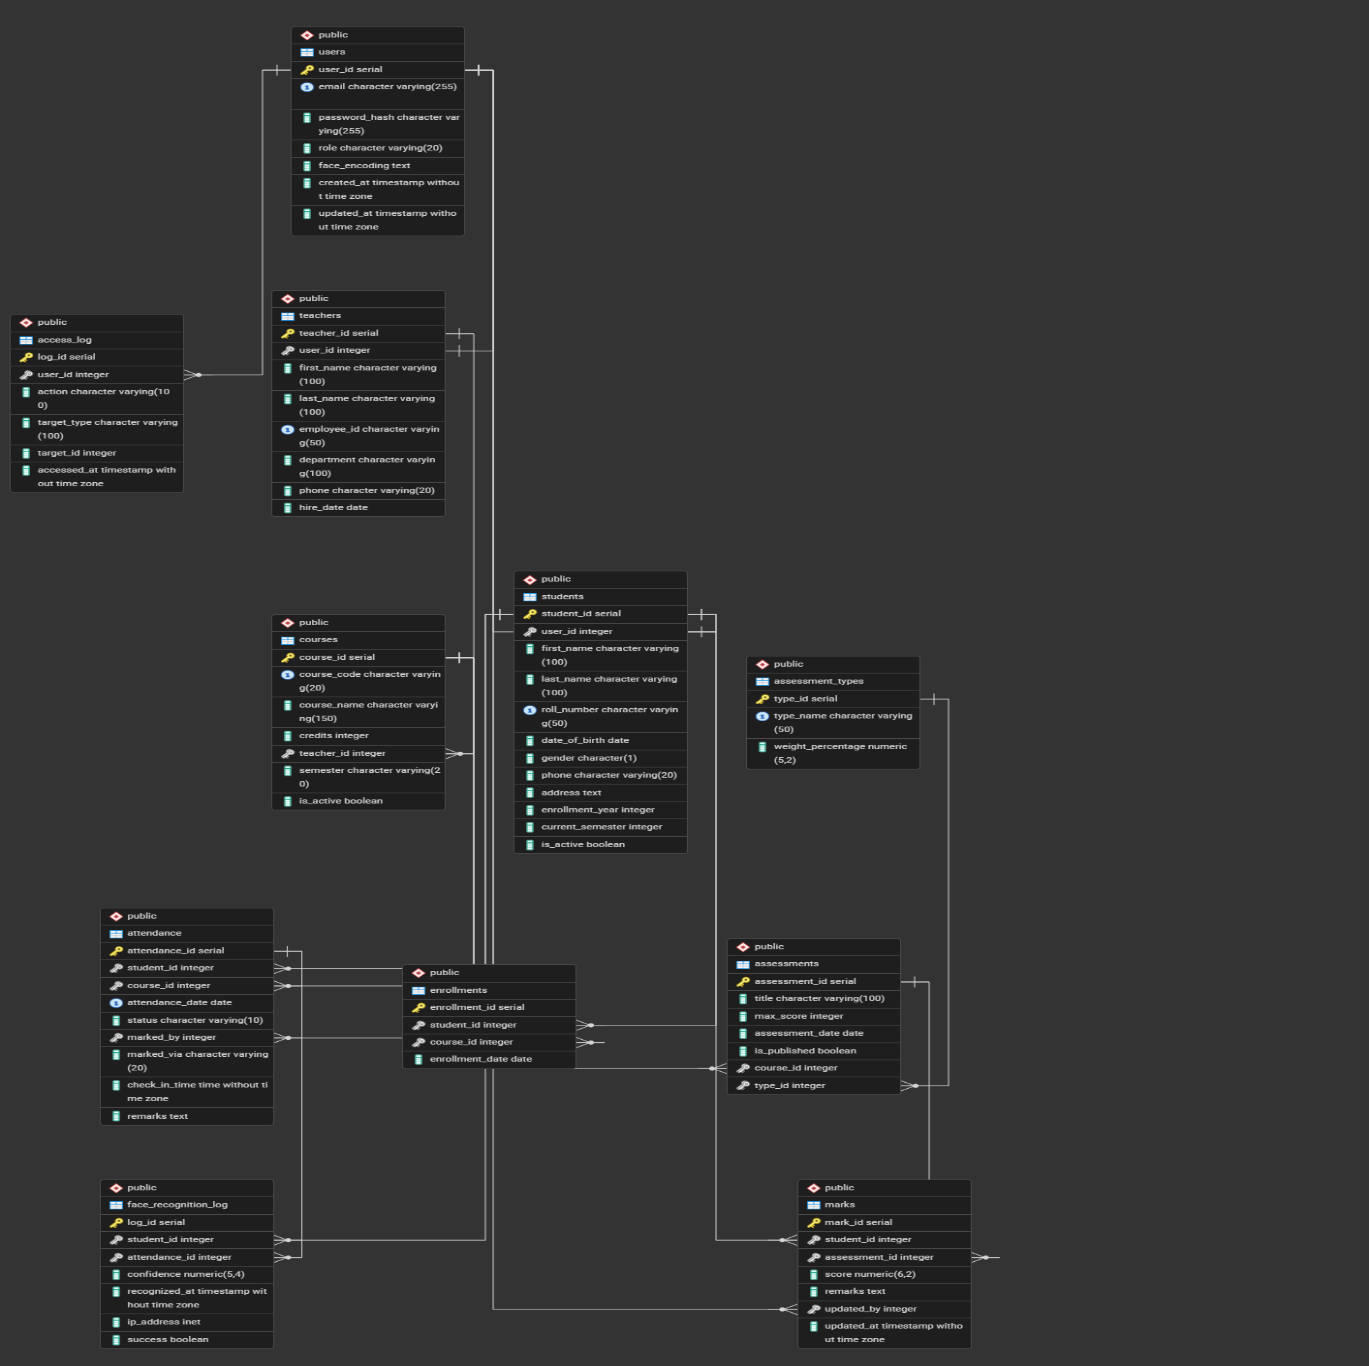 public
users
user_id serial
email character varying(255)
password_hash character var
ying(255)
role character varying(20)
face_encoding text
created_at timestamp withou
t time zone
updated_at timestamp witho
ut time zone
public
teachers
teacher_id serial
user_id integer
first_name character varying
(100)
last_name character varying
(100)
employee_id character varyin
g(50)
department character varyin
g(100)
phone character varying(20)
hire_date date
public
access_log
log_id serial
user_id integer
action character varying(10
0)
target_type character varying
(100)
target_id integer
accessed_at timestamp with
out time zone
public
students
student_id serial
user_id integer
first_name character varying
(100)
last_name character varying
(100)
roll_number character varyin
g(50)
date_of_birth date
gender character(1)
phone character varying(20)
address text
enrollment_year integer
current_semester integer
is_active boolean
public
courses
course_id serial
course_code character varyin
g(20)
course_name character varyi
ng(150)
credits integer
teacher_id integer
semester character varying(2
0)
is_active boolean
public
assessment_types
type_id serial
type_name character varying
(50)
weight_percentage numeric
(5,2)
public
attendance
attendance_id serial
student_id integer
course_id integer
attendance_date date
status character varying(10)
marked_by integer
marked_via character varying
(20)
check_in_time time without ti
me zone
remarks text
public
enrollments
enrollment_id serial
student_id integer
course_id integer
enrollment_date date
public
assessments
assessment_id serial
title character varying(100)
max_score integer
assessment_date date
is_published boolean
course_id integer
type_id integer
public
face_recognition_log
log_id serial
student_id integer
attendance_id integer
confidence numeric(5,4)
recognized_at timestamp wit
hout time zone
ip_address inet
success boolean
public
marks
mark_id serial
student_id integer
assessment_id integer
score numeric(6,2)
remarks text
updated_by integer
updated_at timestamp witho
ut time zone